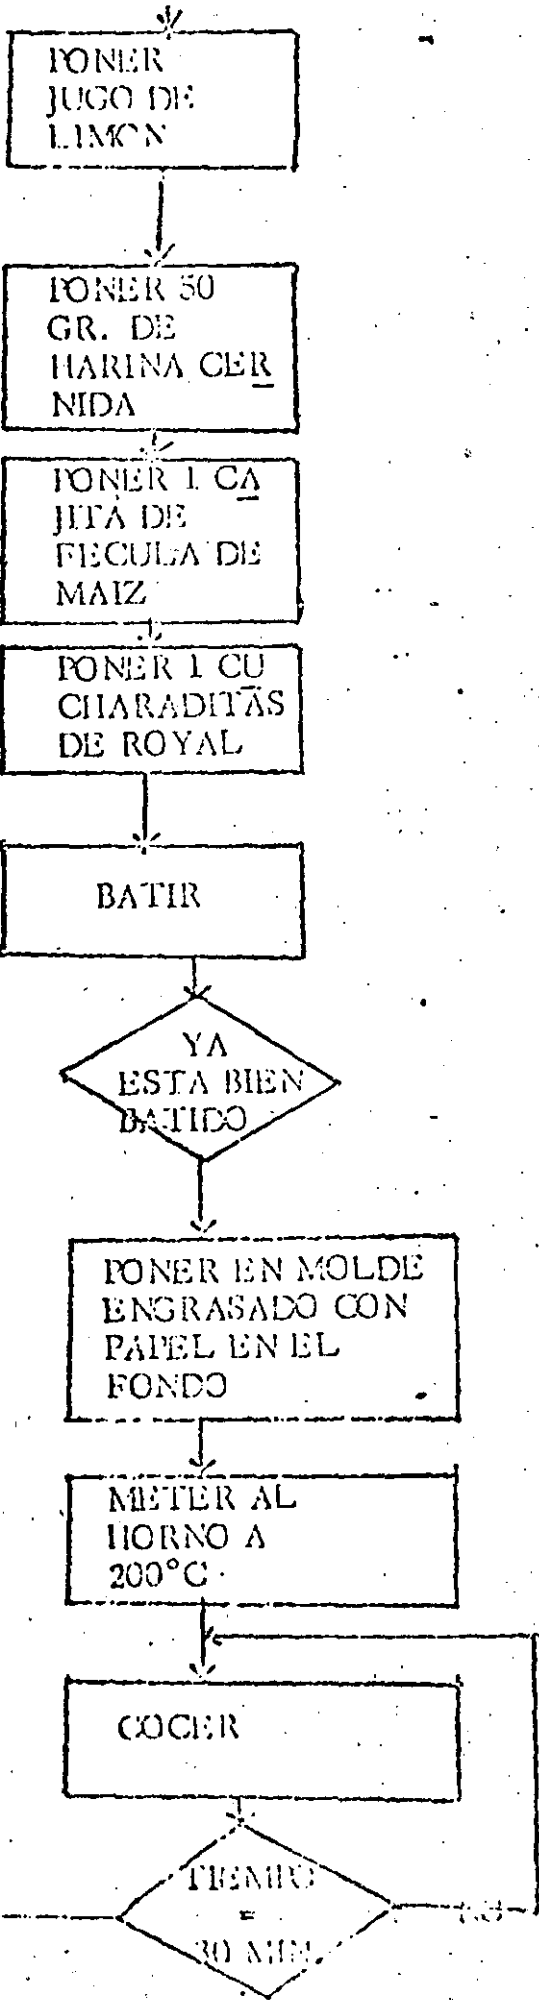 PONER
JUGO DE
LIMON
PONER 50
GR. DE
HARINA CER
NIDA
PONER 1 CA
JITA DE
FECULA DE
MAIZ
PONER 1 CU
CHARADITAS
DE ROYAL
BATIR
YA
ESTA BIEN
BATIDO
PONER EN MOLDE
ENGRASADO CON
PAPEL EN EL
FONDO
METER AL
HORNO A
200°C
COCER
TIEMPO
=
30 MIN.
NO